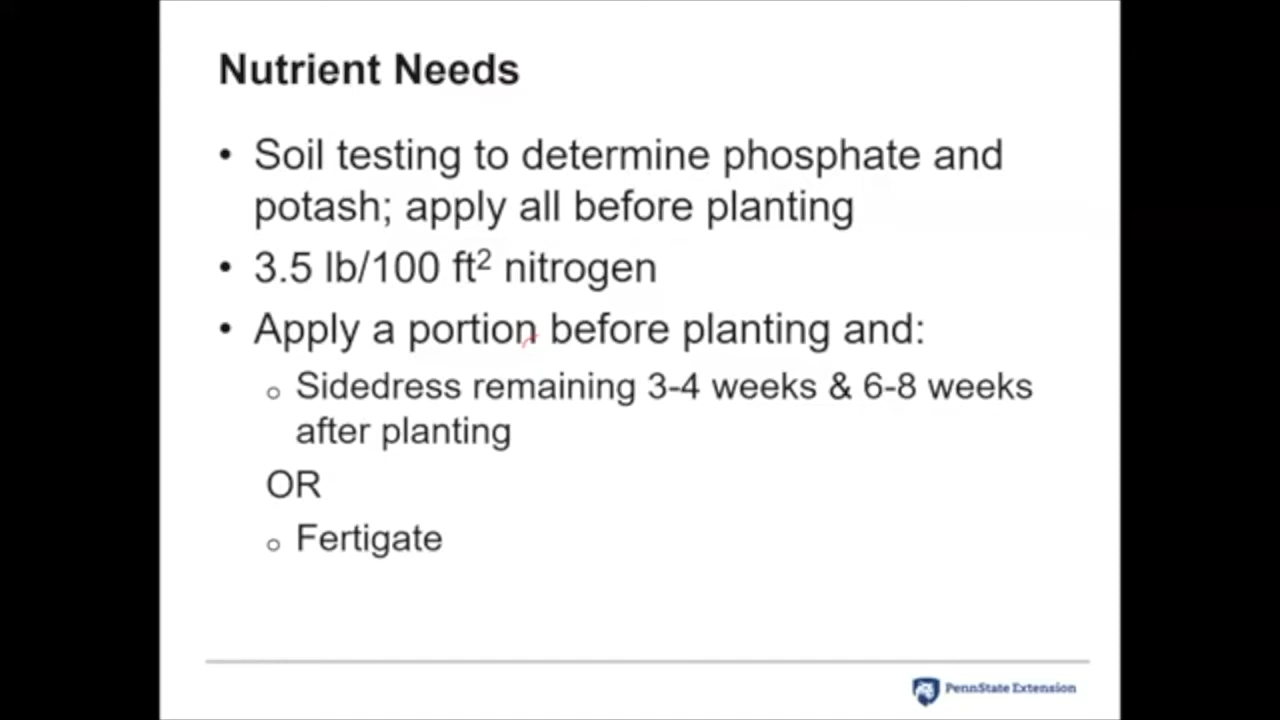 Nutrient Needs
• Soil testing to determine phosphate and
potash; apply all before planting
• 3.5 lb/100 ft² nitrogen
• Apply a portion before planting and:
o Sidedress remaining 3-4 weeks & 6-8 weeks
after planting
OR
o Fertigate
PennState Extension